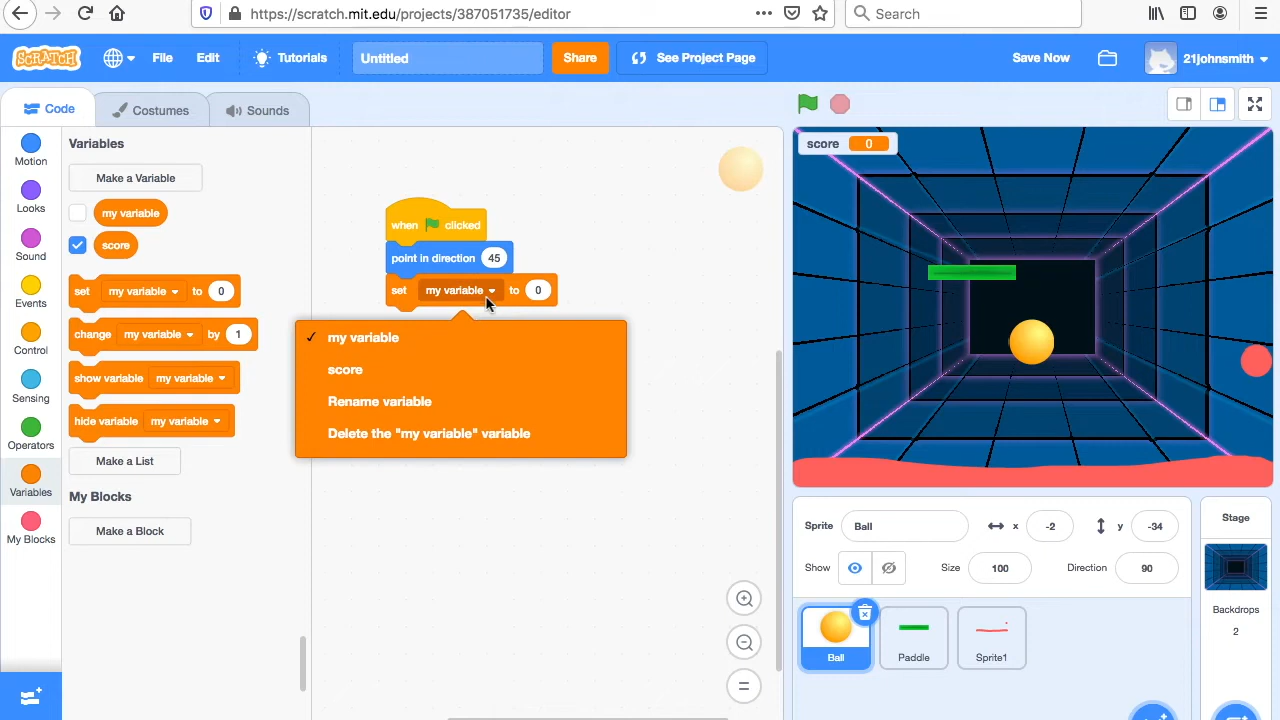 https://scratch.mit.edu/projects/387051735/editor
Search
SCRATCH
File
Edit
Tutorials
Untitled
Share
See Project Page
Save Now
21johnsmith
Code
Costumes
Sounds
Motion
Looks
Sound
Events
Control
Sensing
Operators
Variables
My Blocks
Variables
Make a Variable
my variable
score
set my variable to 0
change my variable by 1
show variable my variable
hide variable my variable
Make a List
My Blocks
Make a Block
when clicked
point in direction 45
set my variable to 0
my variable
score
Rename variable
Delete the "my variable" variable
score 0
Sprite Ball x -2 y -34
Show Size 100 Direction 90
Ball
Paddle
Sprite1
Stage
Backdrops
2